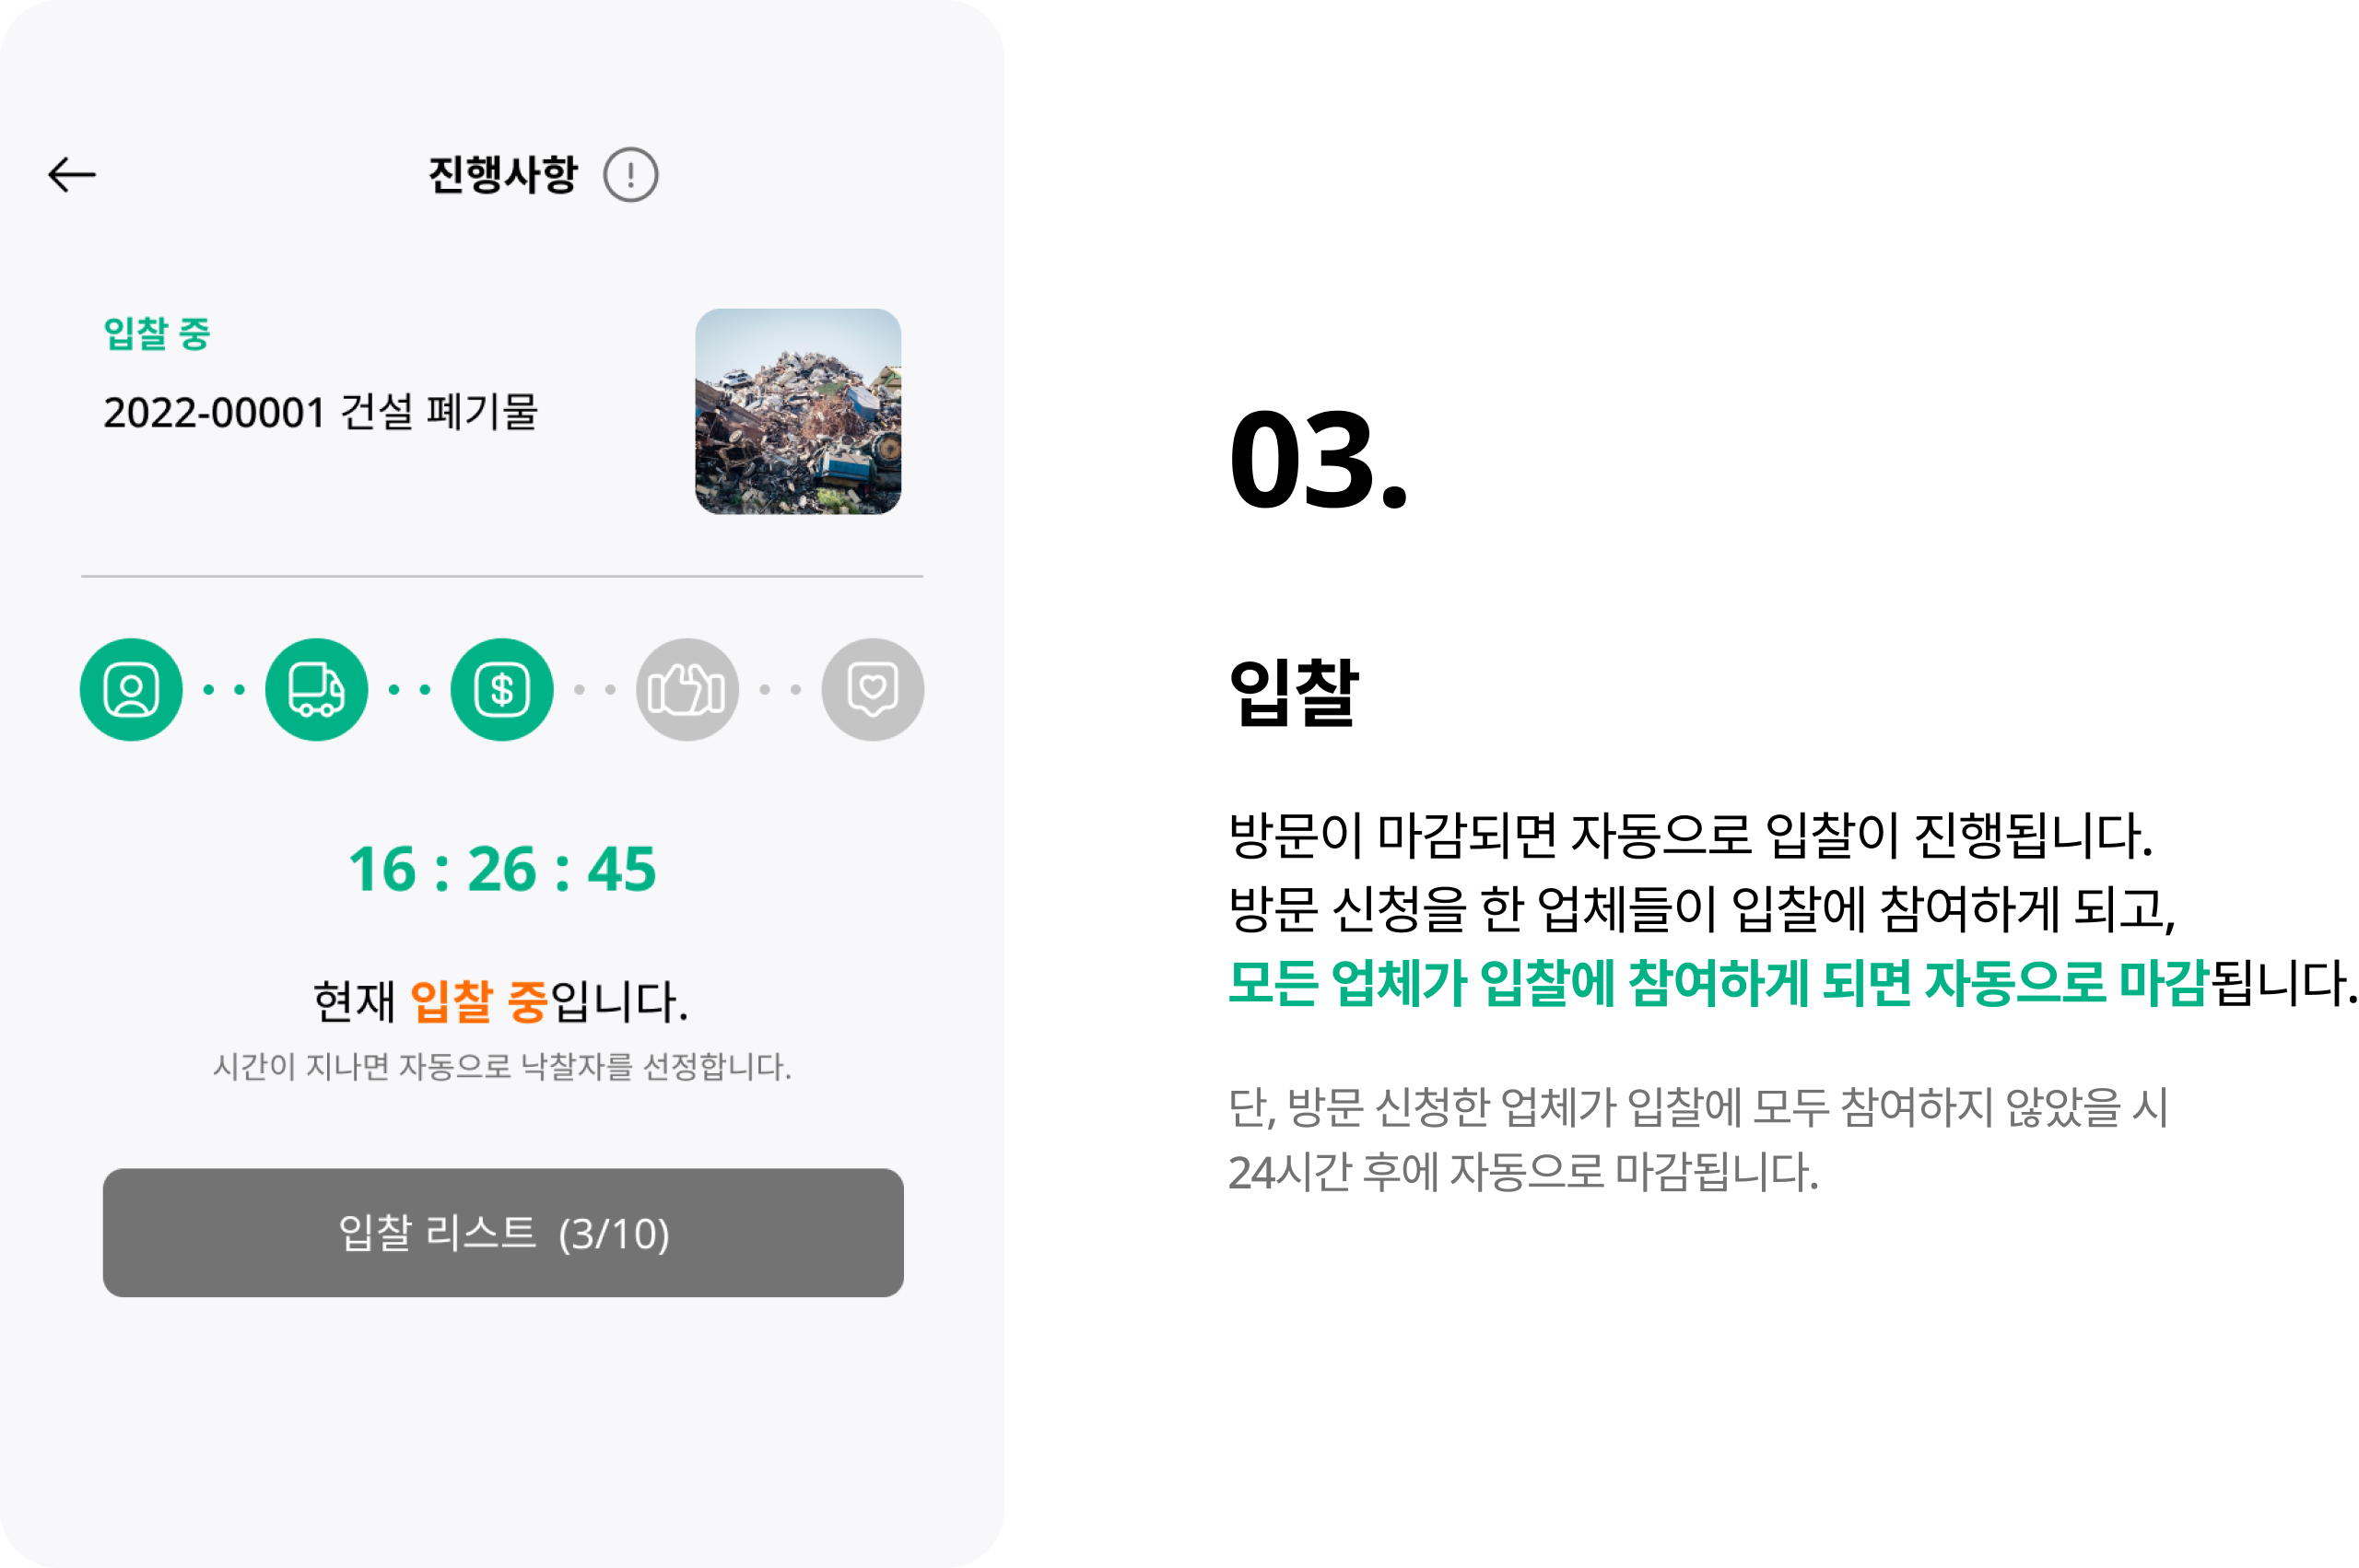 진행사항
입찰 중
2022-00001 건설 폐기물
16 : 26 : 45
현재 입찰 중입니다.
시간이 지나면 자동으로 낙찰자를 선정합니다.
입찰 리스트 (3/10)
03.
입찰
방문이 마감되면 자동으로 입찰이 진행됩니다.
방문 신청을 한 업체들이 입찰에 참여하게 되고,
모든 업체가 입찰에 참여하게 되면 자동으로 마감됩니다.
단, 방문 신청한 업체가 입찰에 모두 참여하지 않았을 시
24시간 후에 자동으로 마감됩니다.